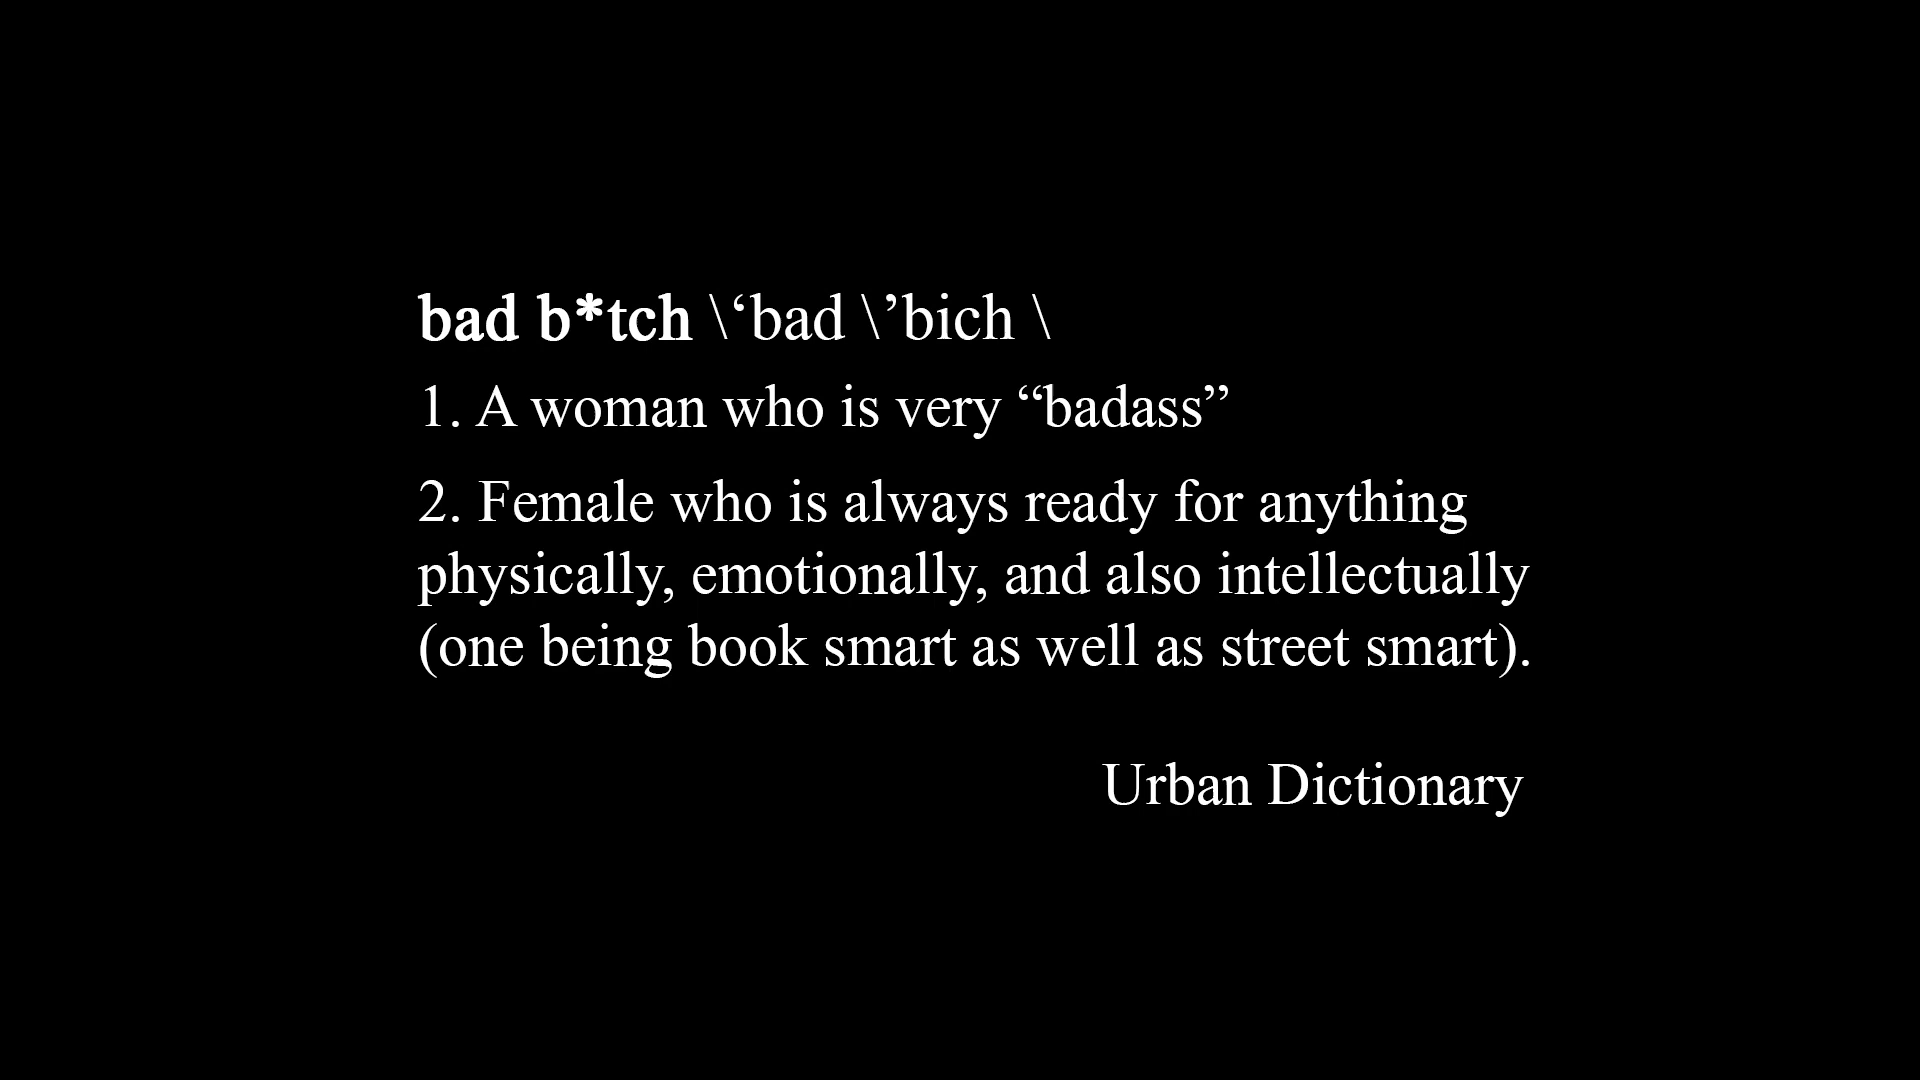 bad b*tch \‘bad \’bich \
1. A woman who is very “badass”
2. Female who is always ready for anything
physically, emotionally, and also intellectually
(one being book smart as well as street smart).
Urban Dictionary